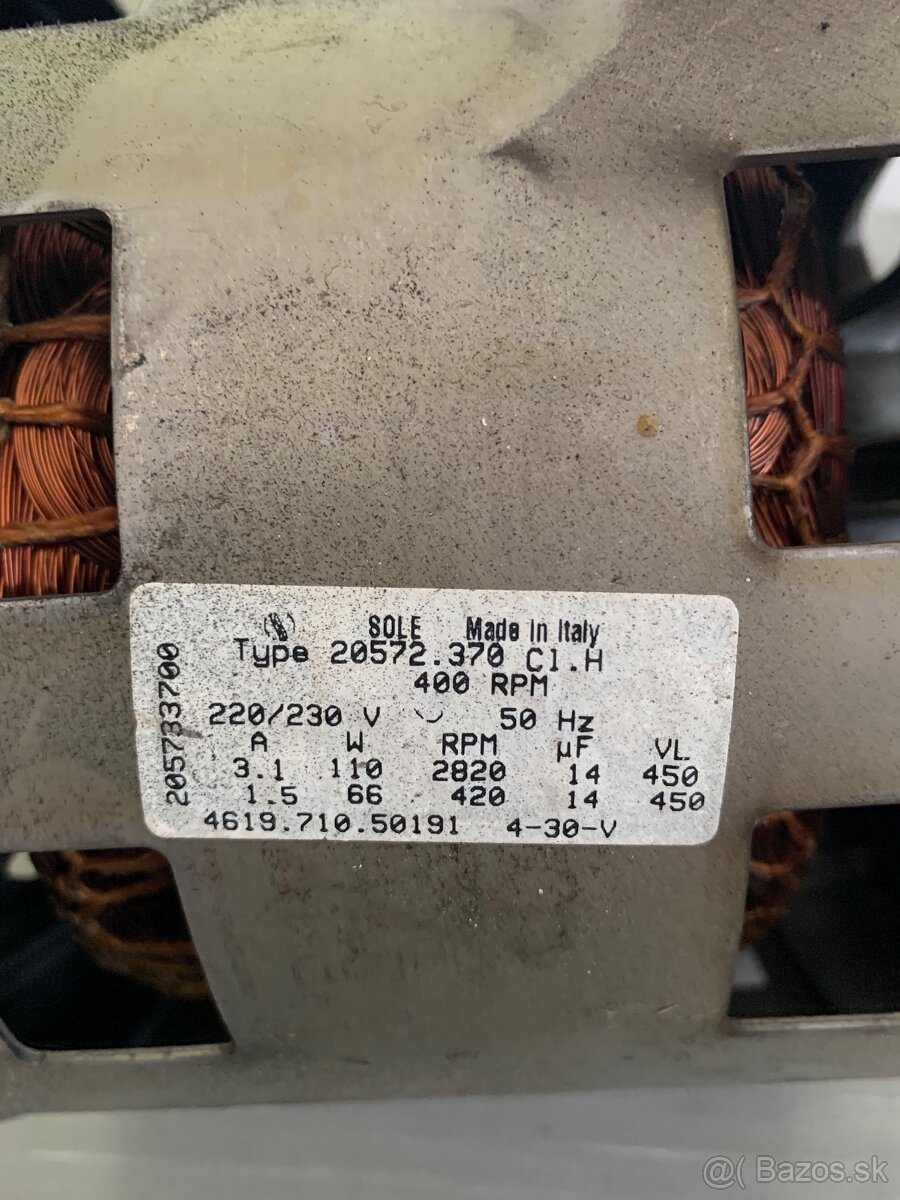 SOLE Made in Italy
Type 20572.370 Cl.H
400 RPM
220/230 V 50 Hz
A W RPM µF VL
3.1 110 2820 14 450
1.5 66 420 14 450
4619.710.50191 4-30-V
205733700
@( Bazos.sk